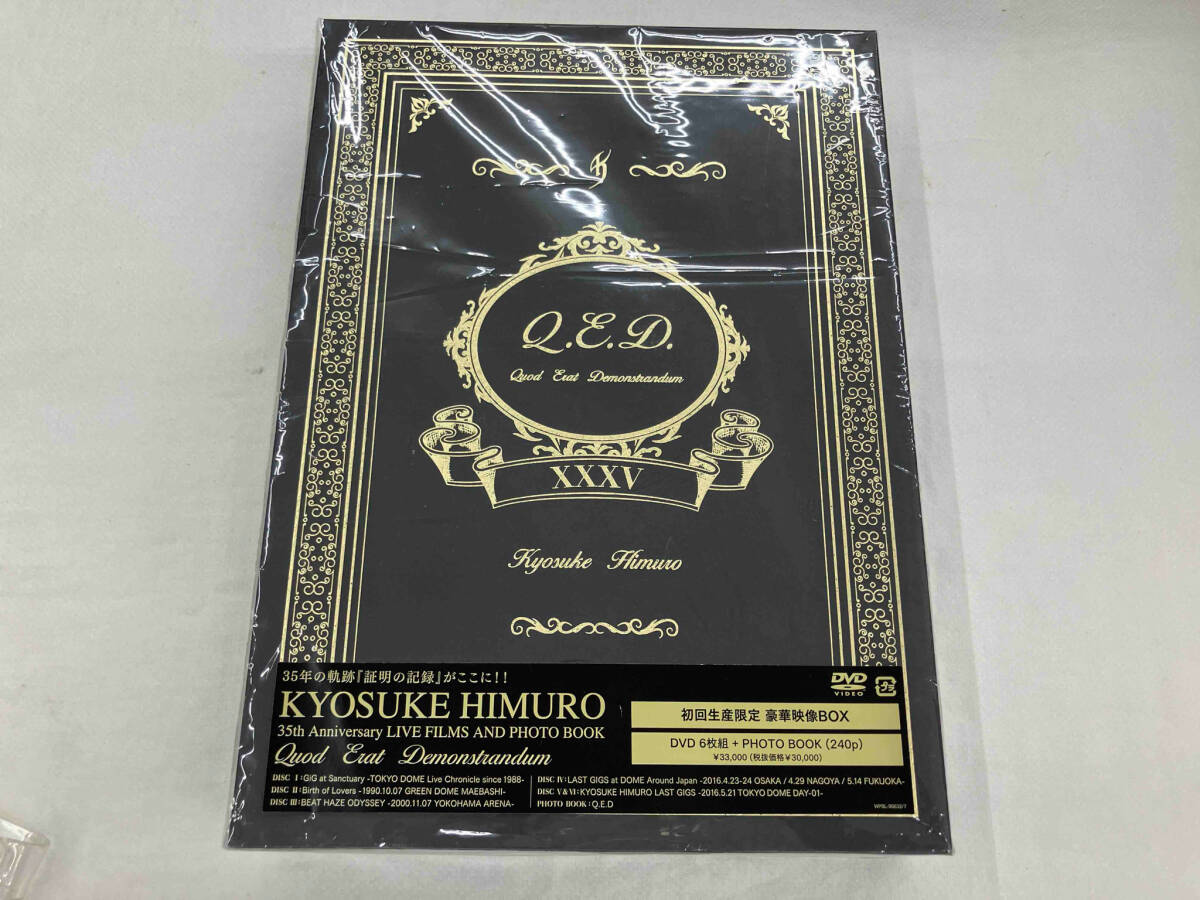 Q.E.D.
Quod Erat Demonstrandum
XXXV
Kyosuke Himuro
35年の軌跡『証明の記録』がここに!!
KYOSUKE HIMURO
35th Anniversary LIVE FILMS AND PHOTO BOOK
Quod Erat Demonstrandum
DISC I:GiG at Sanctuary -TOKYO DOME Live Chronicle since 1988-
DISC II:Birth of Lovers -1990.10.07 GREEN DOME MAEBASHI-
DISC III:BEAT HAZE ODYSSEY -2000.11.07 YOKOHAMA ARENA-
DVD
VIDEO
プラ
初回生産限定 豪華映像BOX
DVD 6枚組 + PHOTO BOOK (240p)
¥33,000 (税抜価格¥30,000)
DISC IV:LAST GIGS at DOME Around Japan -2016.4.23-24 OSAKA / 4.29 NAGOYA / 5.14 FUKUOKA-
DISC V&VI:KYOSUKE HIMURO LAST GIGS -2016.5.21 TOKYO DOME DAY-01-
PHOTO BOOK:Q.E.D